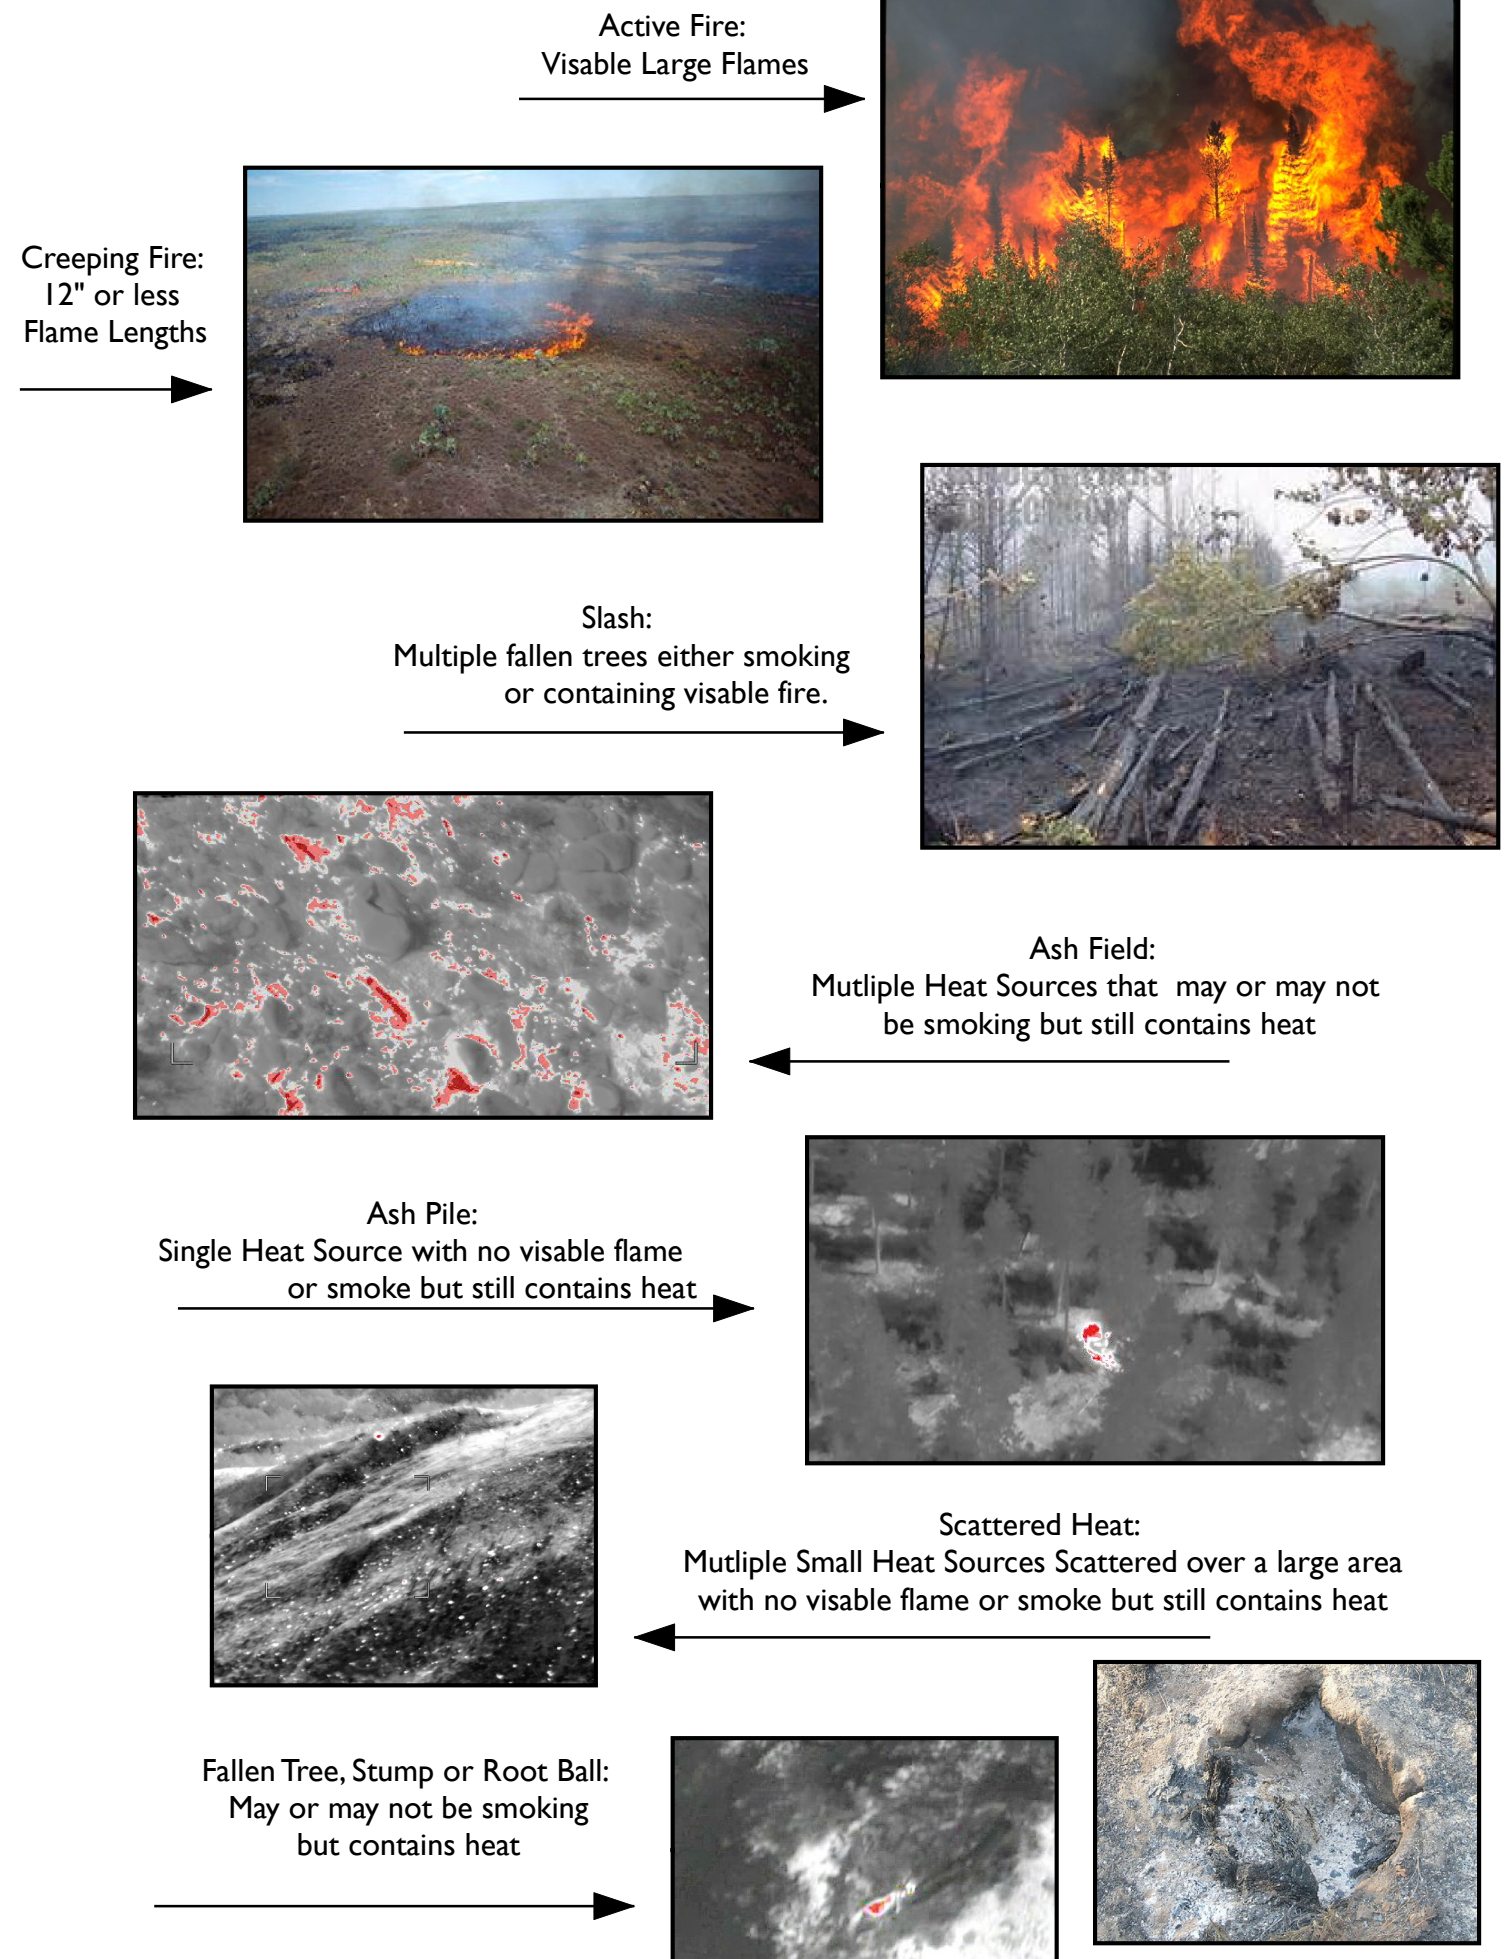 Active Fire:
Visable Large Flames
Creeping Fire:
12" or less
Flame Lengths
Slash:
Multiple fallen trees either smoking
or containing visable fire.
Ash Field:
Mutliple Heat Sources that may or may not
be smoking but still contains heat
Ash Pile:
Single Heat Source with no visable flame
or smoke but still contains heat
Scattered Heat:
Mutliple Small Heat Sources Scattered over a large area
with no visable flame or smoke but still contains heat
Fallen Tree, Stump or Root Ball:
May or may not be smoking
but contains heat